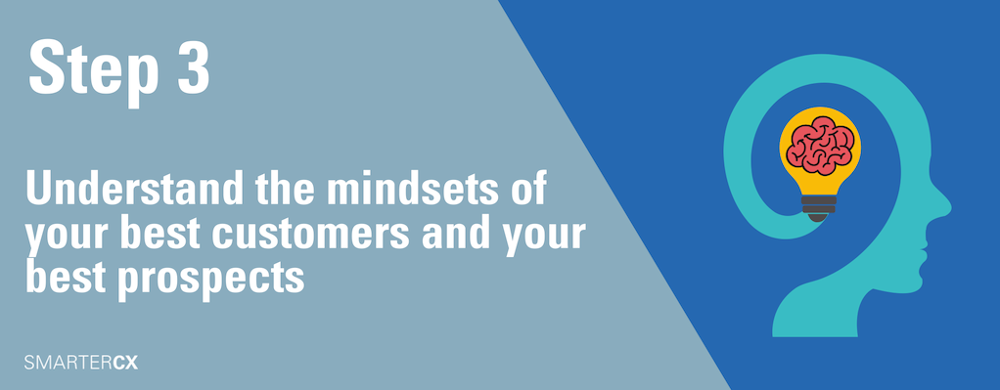 Step 3
Understand the mindsets of
your best customers and your
best prospects
SMARTERCX